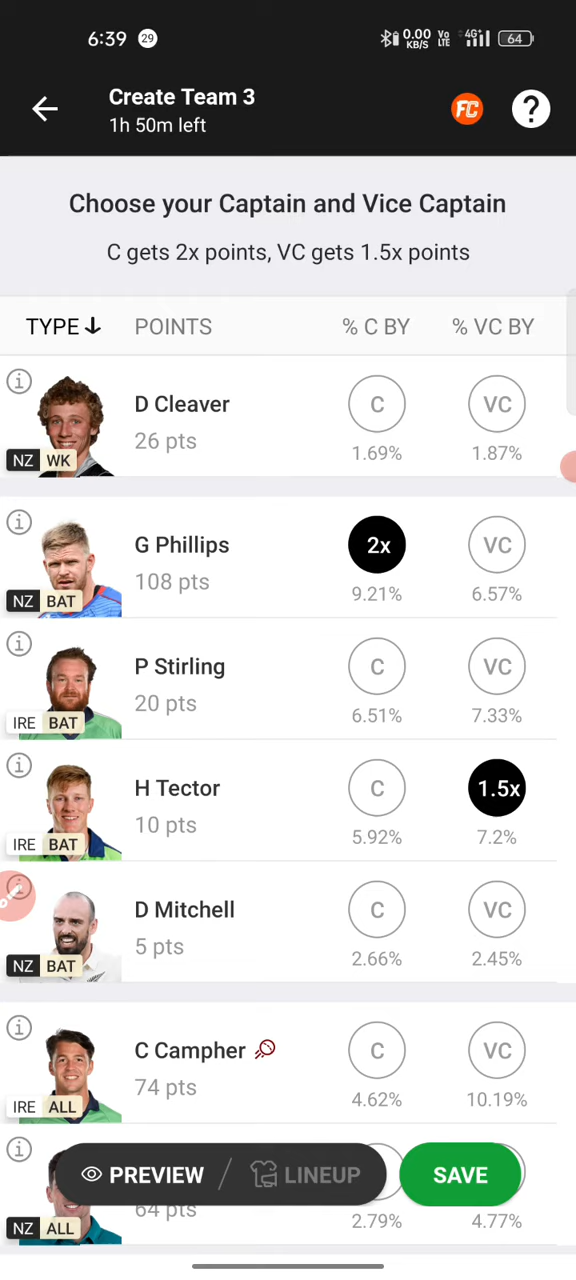 6:39 29 0.00 KB/S Vo LTE 4G+ 64
Create Team 3
1h 50m left
FC ?
Choose your Captain and Vice Captain
C gets 2x points, VC gets 1.5x points
TYPE POINTS % C BY % VC BY
D Cleaver C VC
26 pts 1.69% 1.87%
NZ WK
G Phillips 2x VC
108 pts 9.21% 6.57%
NZ BAT
P Stirling C VC
20 pts 6.51% 7.33%
IRE BAT
H Tector C 1.5x
10 pts 5.92% 7.2%
IRE BAT
D Mitchell C VC
5 pts 2.66% 2.45%
NZ BAT
C Campher C VC
74 pts 4.62% 10.19%
IRE ALL
PREVIEW / LINEUP SAVE
64 pts 2.79% 4.77%
NZ ALL